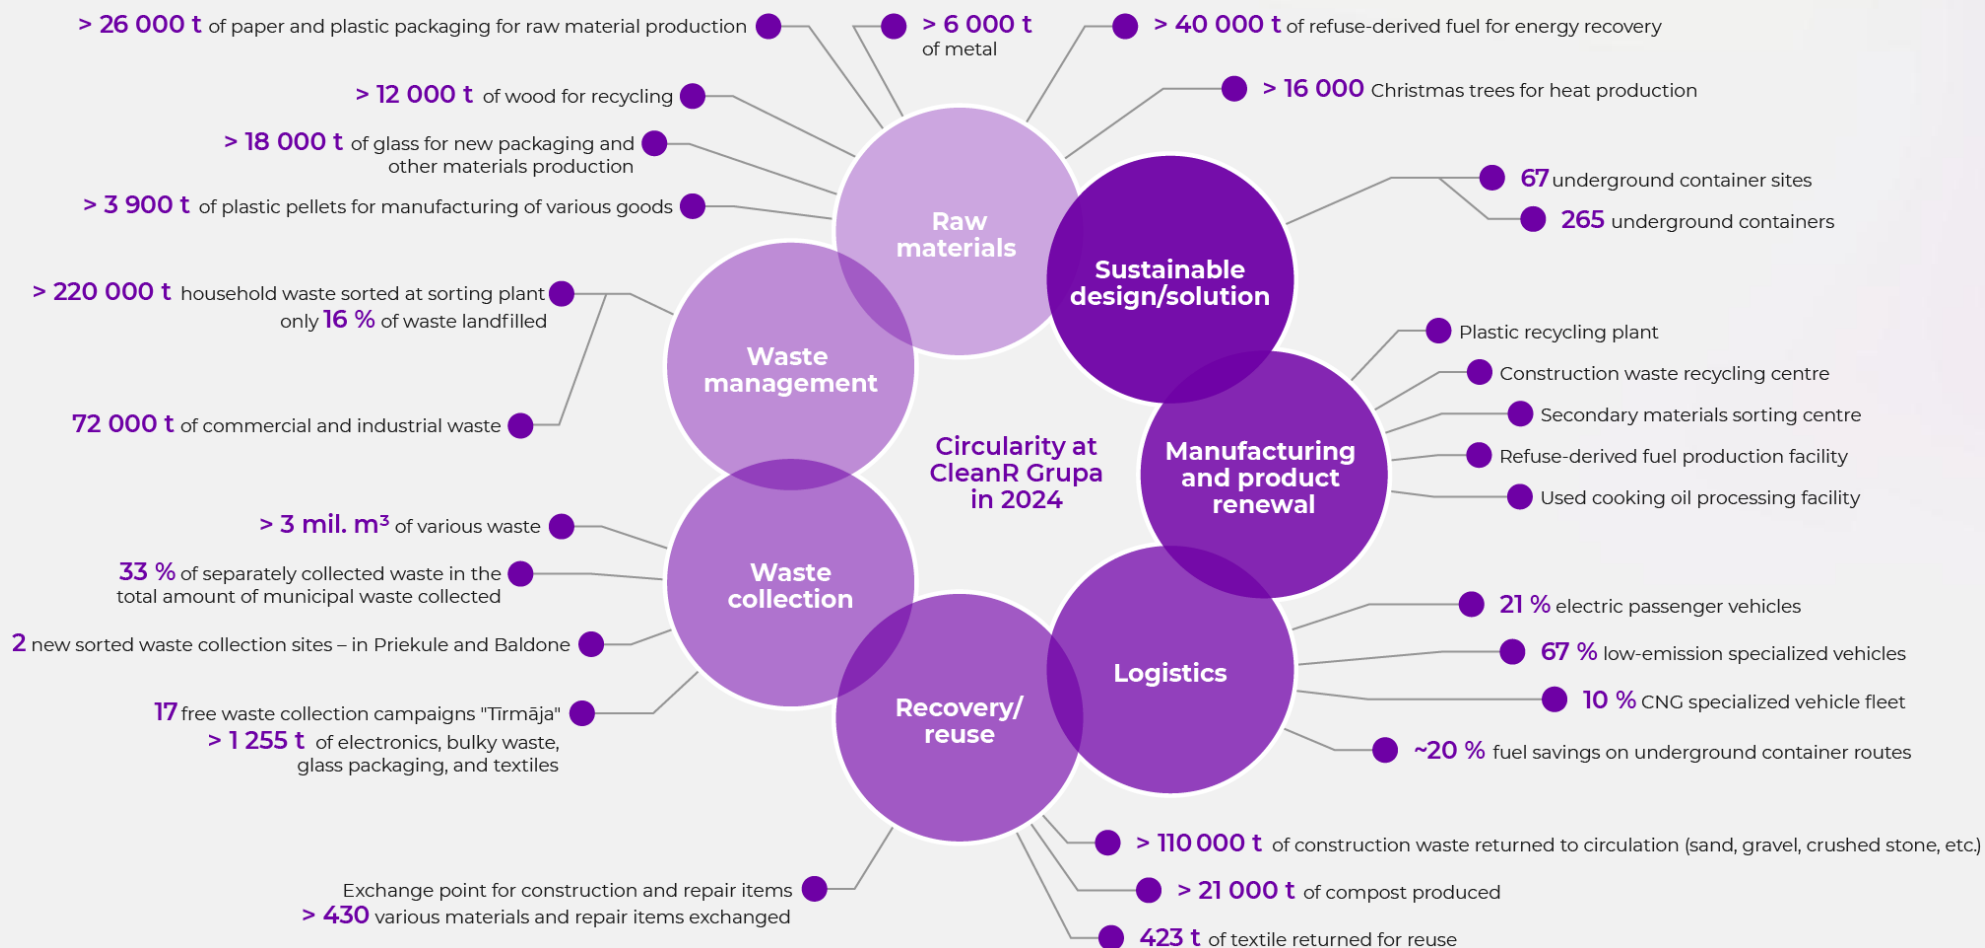 > 26 000 t of paper and plastic packaging for raw material production
> 6 000 t
of metal
> 40 000 t of refuse-derived fuel for energy recovery
> 12 000 t of wood for recycling
> 16 000 Christmas trees for heat production
> 18 000 t of glass for new packaging and
other materials production
> 3 900 t of plastic pellets for manufacturing of various goods
Raw
materials
67 underground container sites
265 underground containers
Sustainable
design/solution
> 220 000 t household waste sorted at sorting plant
only 16 % of waste landfilled
72 000 t of commercial and industrial waste
Waste
management
Plastic recycling plant
Construction waste recycling centre
Secondary materials sorting centre
Refuse-derived fuel production facility
Used cooking oil processing facility
Circularity at
CleanR Grupa
in 2024
Manufacturing
and product
renewal
> 3 mil. m³ of various waste
33 % of separately collected waste in the
total amount of municipal waste collected
2 new sorted waste collection sites – in Priekule and Baldone
17 free waste collection campaigns "Tīrmāja"
> 1 255 t of electronics, bulky waste,
glass packaging, and textiles
Waste
collection
Recovery/
reuse
Logistics
21 % electric passenger vehicles
67 % low-emission specialized vehicles
10 % CNG specialized vehicle fleet
~20 % fuel savings on underground container routes
Exchange point for construction and repair items
> 430 various materials and repair items exchanged
> 110 000 t of construction waste returned to circulation (sand, gravel, crushed stone, etc.)
> 21 000 t of compost produced
423 t of textile returned for reuse